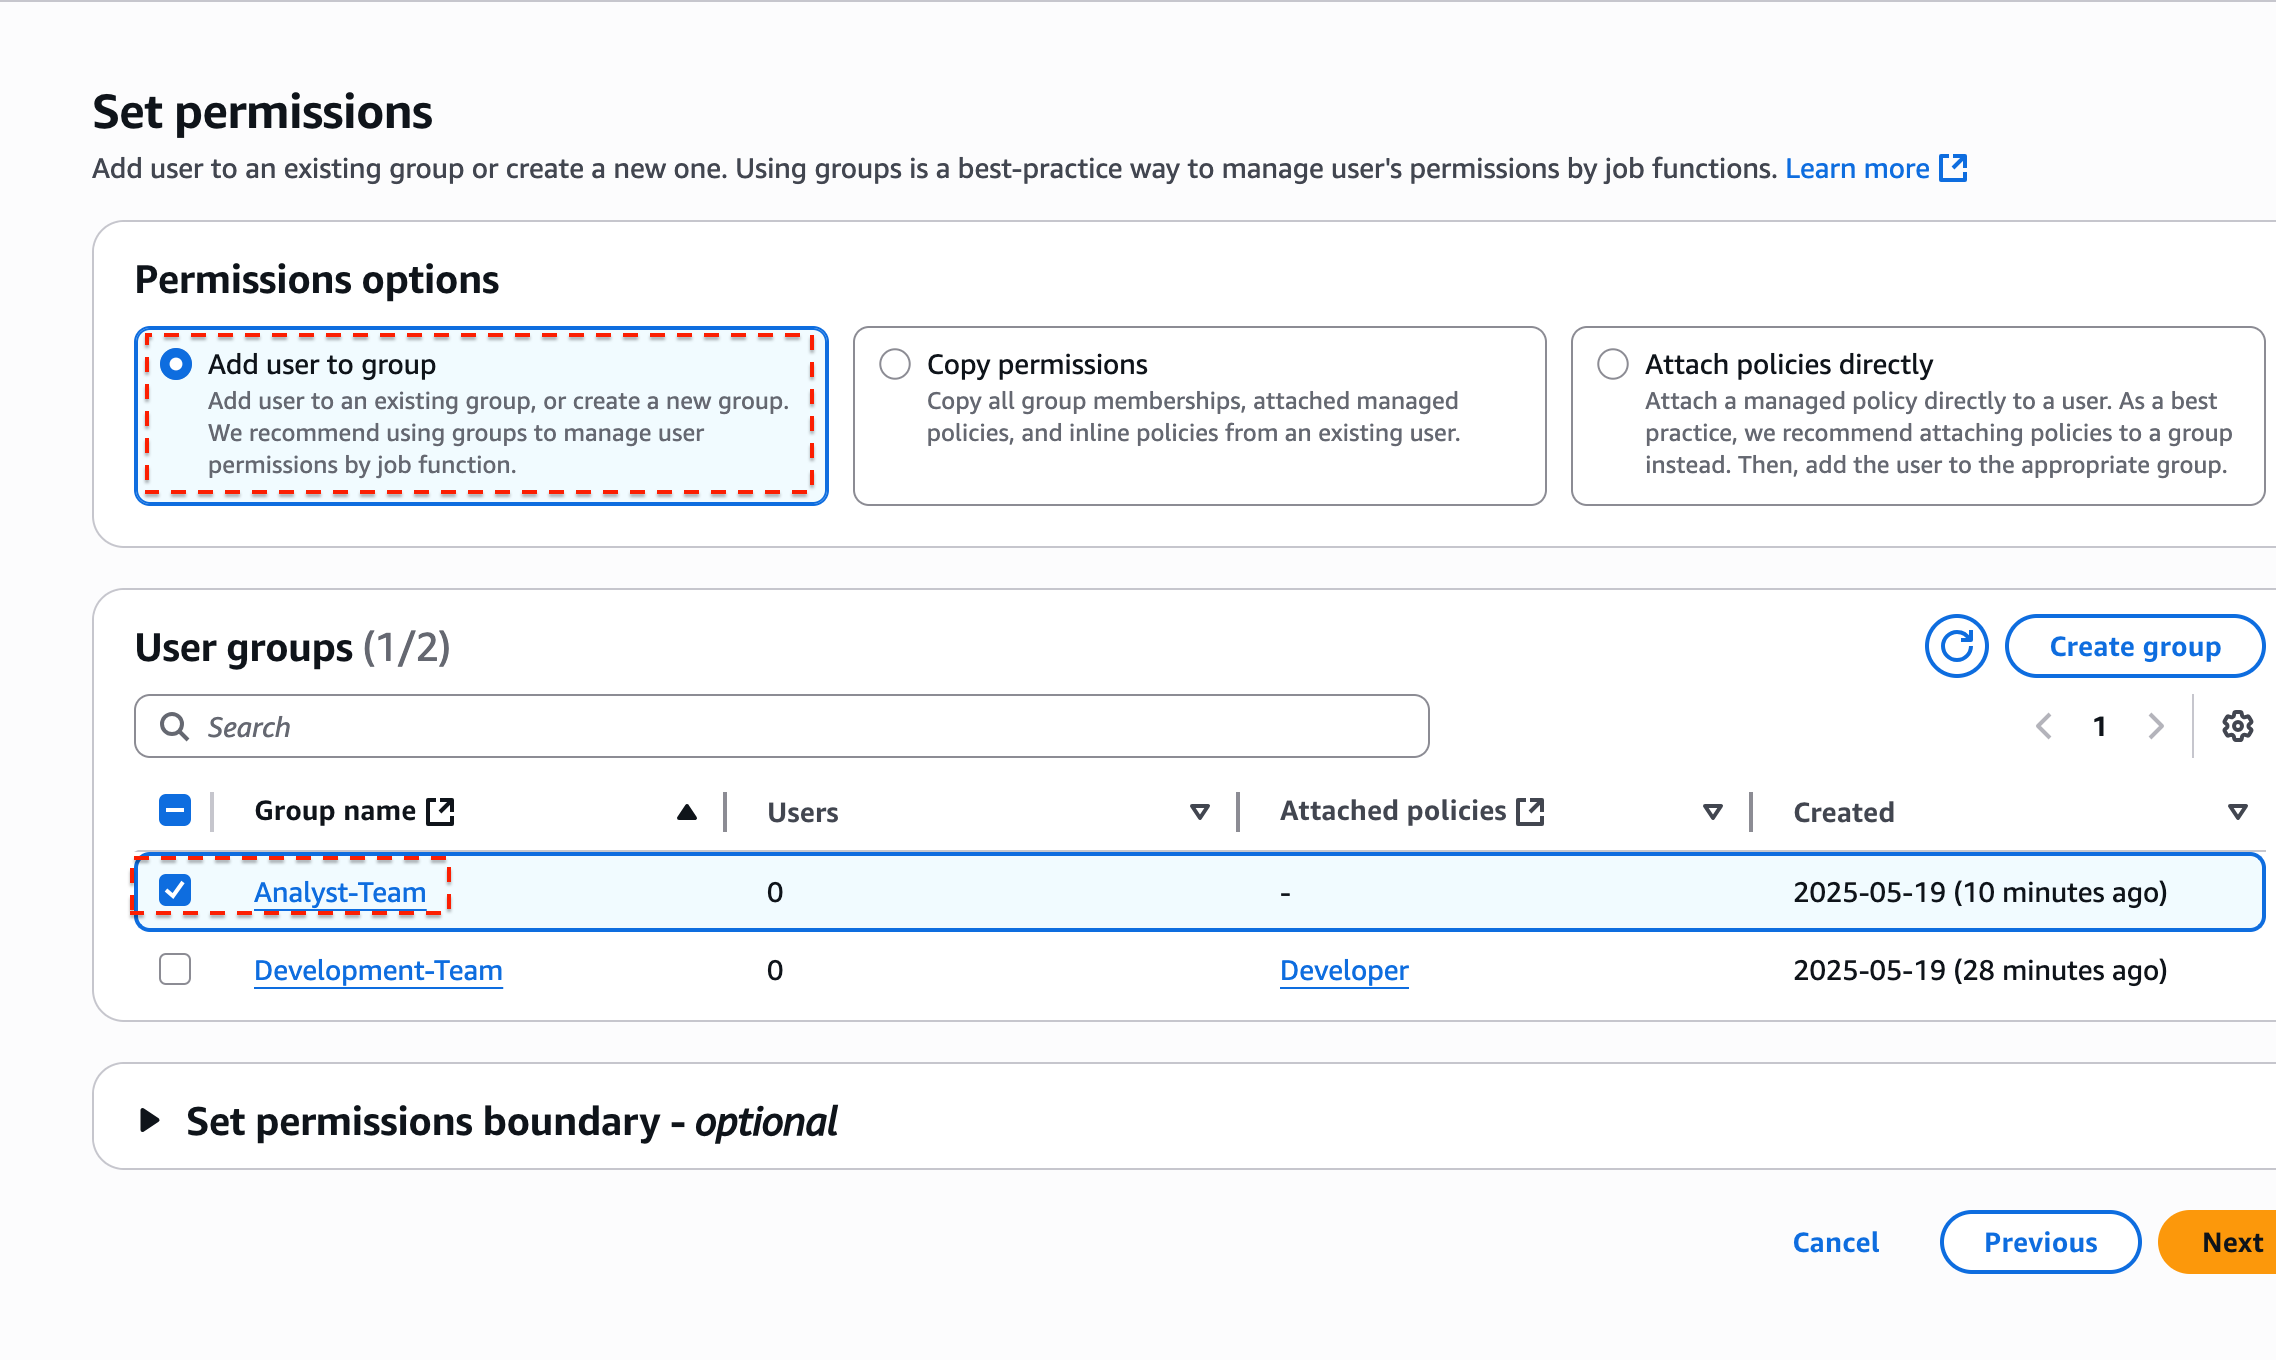 Set permissions
Add user to an existing group or create a new one. Using groups is a best-practice way to manage user's permissions by job functions. Learn more
Permissions options
Add user to group
Add user to an existing group, or create a new group.
We recommend using groups to manage user
permissions by job function.
Copy permissions
Copy all group memberships, attached managed
policies, and inline policies from an existing user.
Attach policies directly
Attach a managed policy directly to a user. As a best
practice, we recommend attaching policies to a group
instead. Then, add the user to the appropriate group.
User groups (1/2)
Create group
Search
1
Group name Users Attached policies Created
Analyst-Team 0 - 2025-05-19 (10 minutes ago)
Development-Team 0 Developer 2025-05-19 (28 minutes ago)
Set permissions boundary - optional
Cancel Previous Next